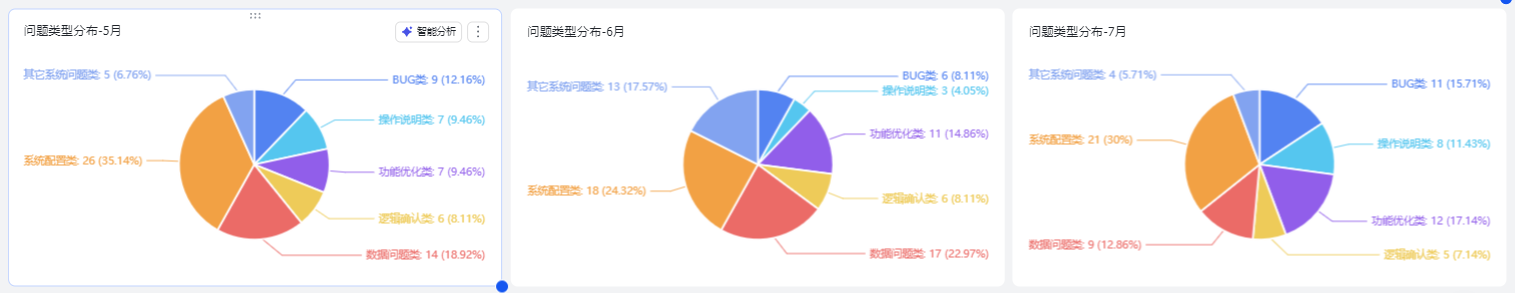 问题类型分布-5月
智能分析
其它系统问题类: 5 (6.76%)
BUG类: 9 (12.16%)
操作说明类: 7 (9.46%)
系统配置类: 26 (35.14%)
功能优化类: 7 (9.46%)
逻辑确认类: 6 (8.11%)
数据问题类: 14 (18.92%)
问题类型分布-6月
其它系统问题类: 13 (17.57%)
BUG类: 6 (8.11%)
操作说明类: 3 (4.05%)
功能优化类: 11 (14.86%)
系统配置类: 18 (24.32%)
逻辑确认类: 6 (8.11%)
数据问题类: 17 (22.97%)
问题类型分布-7月
其它系统问题类: 4 (5.71%)
BUG类: 11 (15.71%)
系统配置类: 21 (30%)
操作说明类: 8 (11.43%)
功能优化类: 12 (17.14%)
数据问题类: 9 (12.86%)
逻辑确认类: 5 (7.14%)